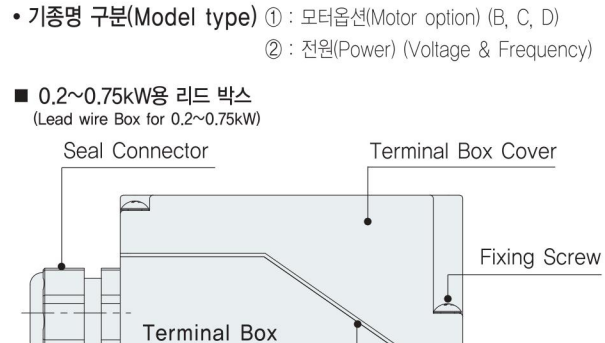 • 기종명 구분(Model type) ① : 모터옵션(Motor option) (B, C, D)
② : 전원(Power) (Voltage & Frequency)
■ 0.2~0.75kW용 리드 박스
(Lead wire Box for 0.2~0.75kW)
Seal Connector
Terminal Box Cover
Fixing Screw
Terminal Box